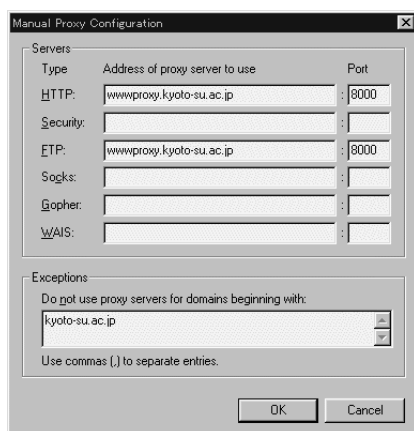 Manual Proxy Configuration
Servers
Type Address of proxy server to use Port
HTTP: wwwproxy.kyoto-su.ac.jp : 8000
Security: :
FTP: wwwproxy.kyoto-su.ac.jp : 8000
Socks: :
Gopher: :
WAIS: :
Exceptions
Do not use proxy servers for domains beginning with:
kyoto-su.ac.jp
Use commas (,) to separate entries.
OK Cancel